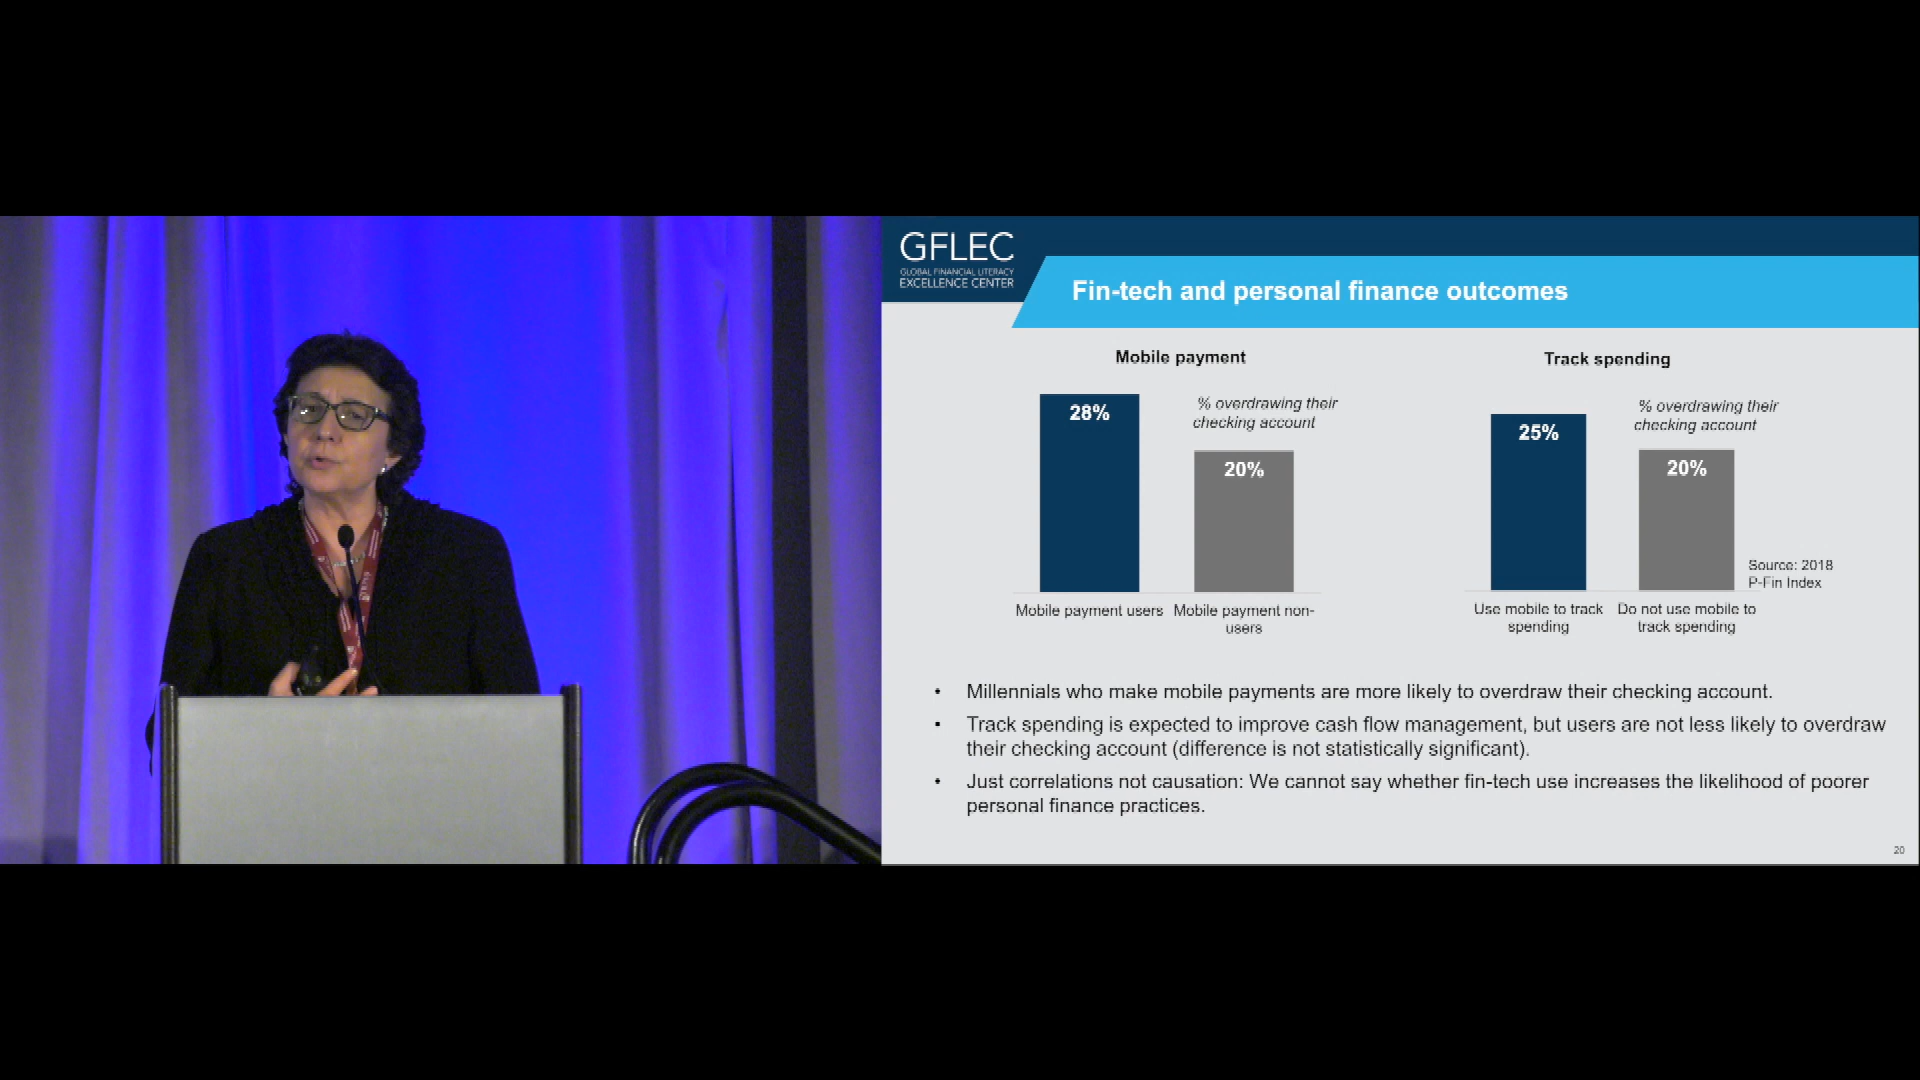 GFLEC
GLOBAL FINANCIAL LITERACY
EXCELLENCE CENTER
Fin-tech and personal finance outcomes
Mobile payment
28%
% overdrawing their
checking account
20%
Mobile payment users
Mobile payment non-
users
Track spending
25%
% overdrawing their
checking account
20%
Source: 2018
P-Fin Index
Use mobile to track
spending
Do not use mobile to
track spending
• Millennials who make mobile payments are more likely to overdraw their checking account.
• Track spending is expected to improve cash flow management, but users are not less likely to overdraw
their checking account (difference is not statistically significant).
• Just correlations not causation: We cannot say whether fin-tech use increases the likelihood of poorer
personal finance practices.
20